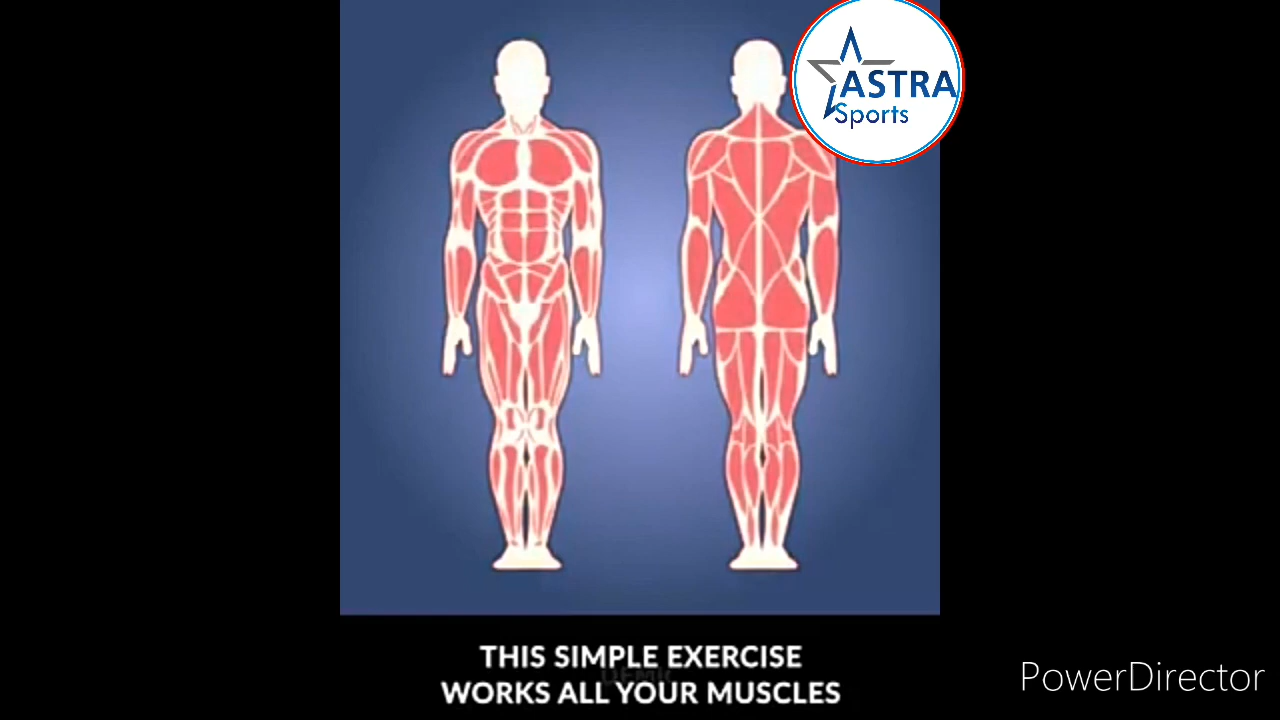 ASTRA
Sports
THIS SIMPLE EXERCISE
WORKS ALL YOUR MUSCLES
PowerDirector